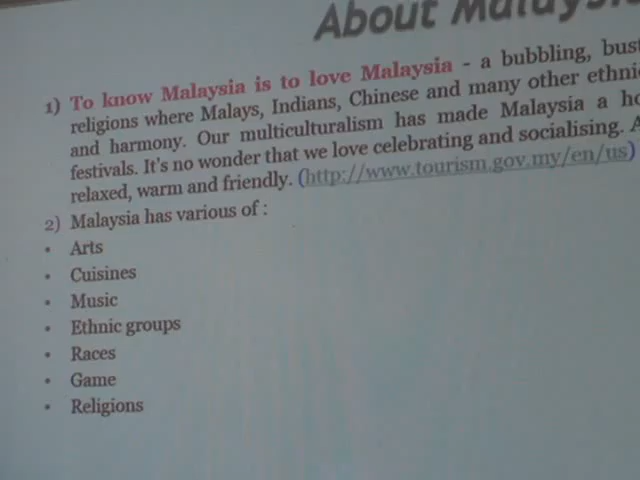 About Malaysi
1) To know Malaysia is to love Malaysia - a bubbling, bust
religions where Malays, Indians, Chinese and many other ethni
and harmony. Our multiculturalism has made Malaysia a ho
festivals. It's no wonder that we love celebrating and socialising. A
relaxed, warm and friendly. (http://www.tourism.gov.my/en/us)
2) Malaysia has various of :
• Arts
• Cuisines
• Music
• Ethnic groups
• Races
• Game
• Religions